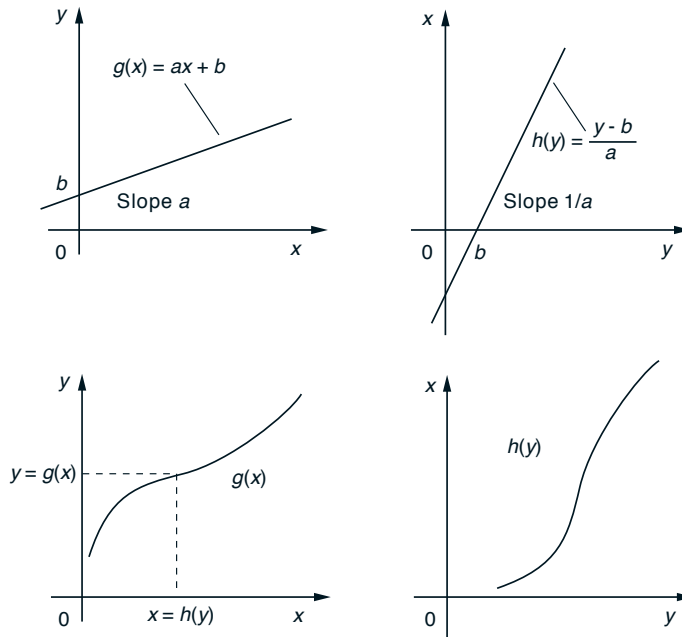 y
g(x) = ax + b
b
Slope a
0
x
x
h(y) = y - b
a
Slope 1/a
0
b
y
y
y = g(x)
g(x)
0
x = h(y)
x
x
h(y)
0
y